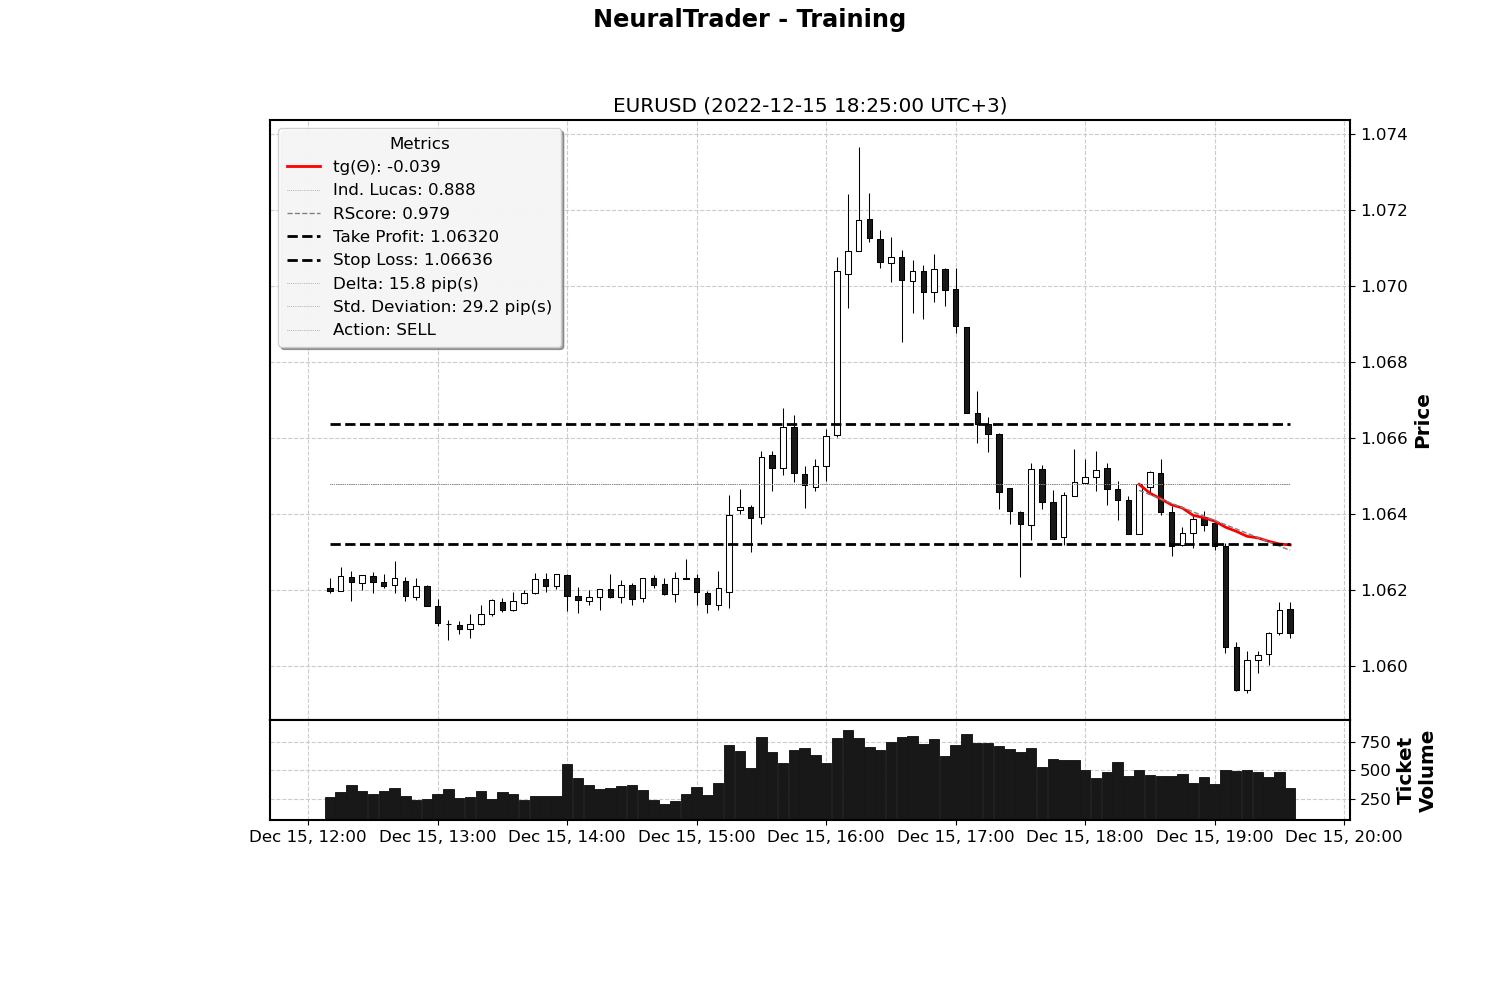 NeuralTrader - Training
EURUSD (2022-12-15 18:25:00 UTC+3)
Metrics
tg(Θ): -0.039
Ind. Lucas: 0.888
RScore: 0.979
Take Profit: 1.06320
Stop Loss: 1.06636
Delta: 15.8 pip(s)
Std. Deviation: 29.2 pip(s)
Action: SELL
1.074
1.072
1.070
1.068
1.066
1.064
1.062
1.060
Price
750
500
250
Ticket
Volume
Dec 15, 12:00
Dec 15, 13:00
Dec 15, 14:00
Dec 15, 15:00
Dec 15, 16:00
Dec 15, 17:00
Dec 15, 18:00
Dec 15, 19:00
Dec 15, 20:00